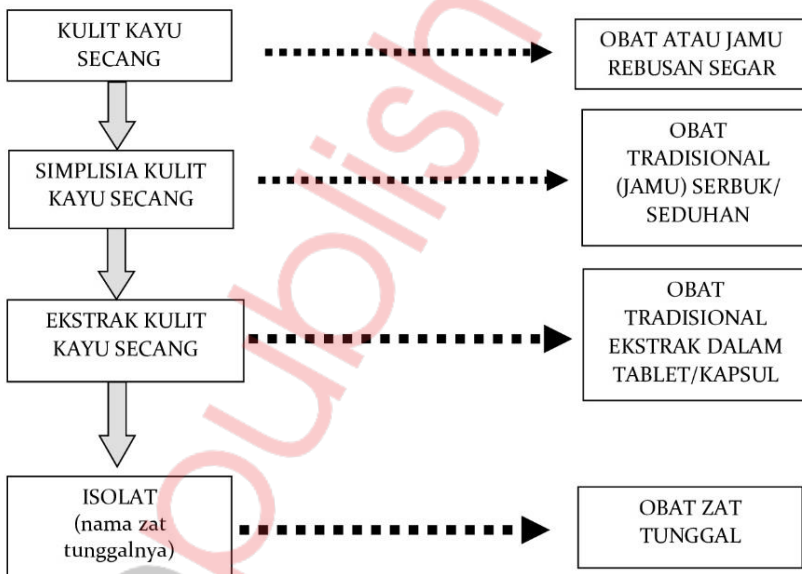 KULIT KAYU
SECANG
OBAT ATAU JAMU
REBUSAN SEGAR
SIMPLISIA KULIT
KAYU SECANG
OBAT
TRADISIONAL
(JAMU) SERBUK/
SEDUHAN
EKSTRAK KULIT
KAYU SECANG
OBAT
TRADISIONAL
EKSTRAK DALAM
TABLET/KAPSUL
ISOLAT
(nama zat
tunggalnya)
OBAT ZAT
TUNGGAL
publish